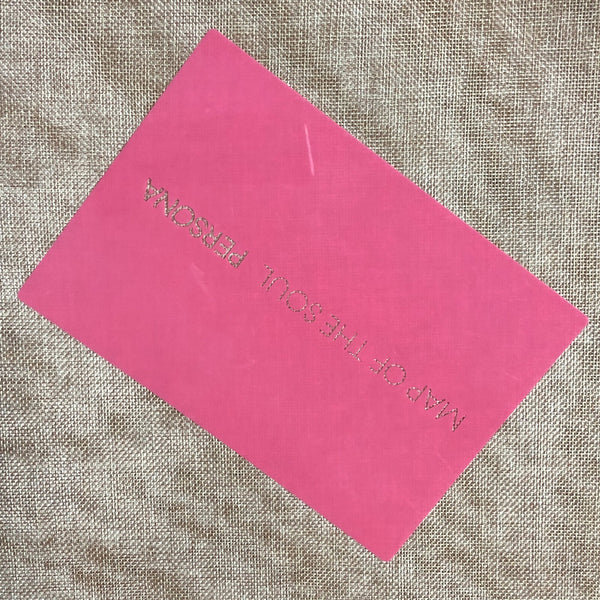 MAP OF THE SOUL PERSONA